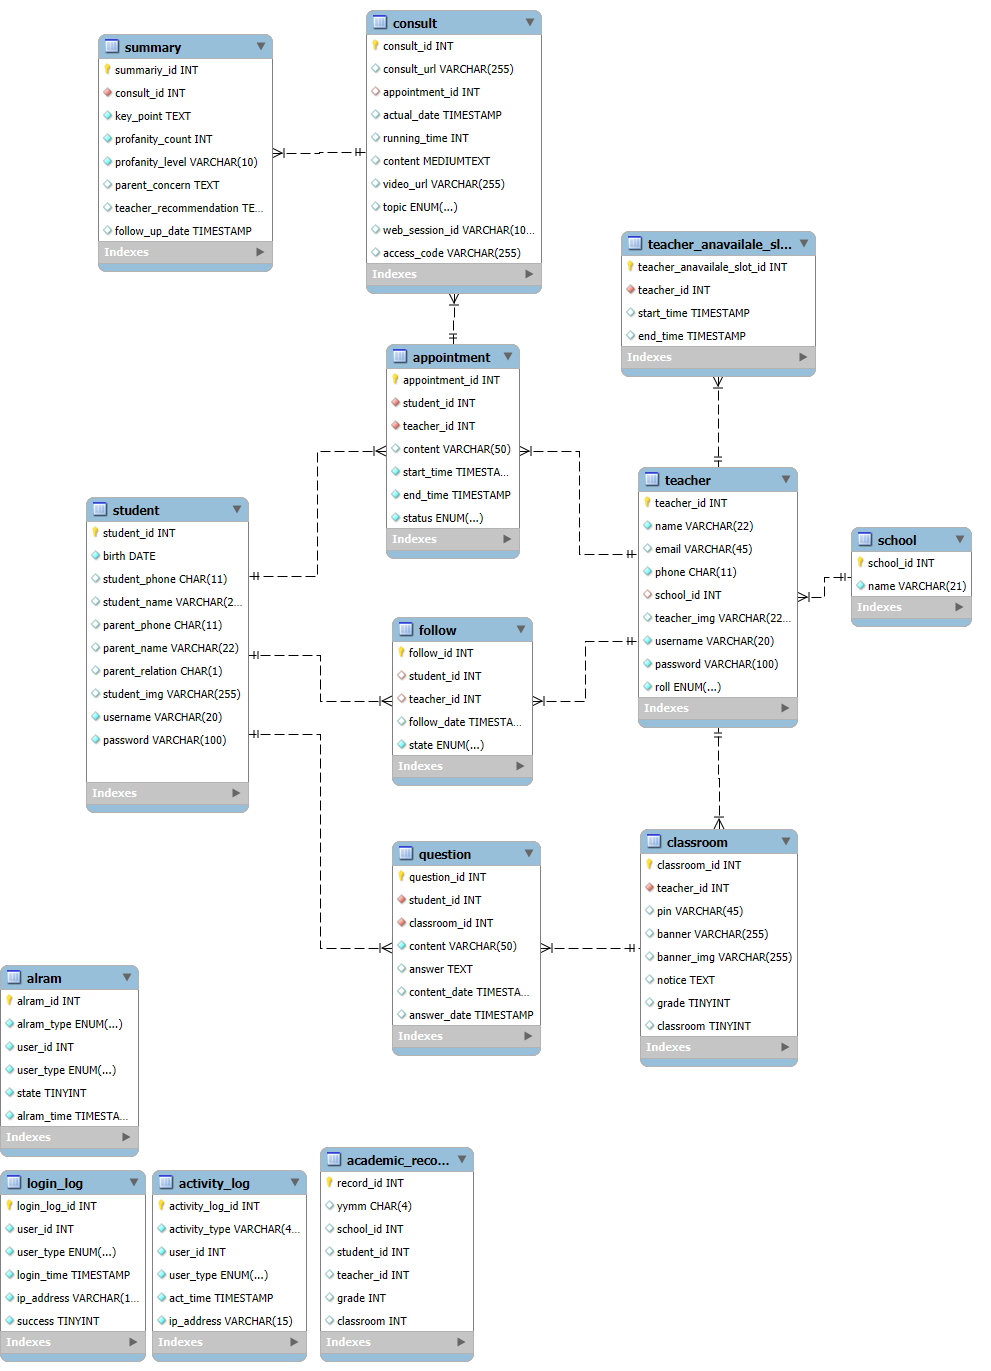 summary
summariy_id INT
consult_id INT
key_point TEXT
profanity_count INT
profanity_level VARCHAR(10)
parent_concern TEXT
teacher_recommendation TE...
follow_up_date TIMESTAMP
Indexes
consult
consult_id INT
consult_url VARCHAR(255)
appointment_id INT
actual_date TIMESTAMP
running_time INT
content MEDIUMTEXT
video_url VARCHAR(255)
topic ENUM(...)
web_session_id VARCHAR(10...
access_code VARCHAR(255)
Indexes
teacher_anavailale_sl...
teacher_anavailale_slot_id INT
teacher_id INT
start_time TIMESTAMP
end_time TIMESTAMP
Indexes
appointment
appointment_id INT
student_id INT
teacher_id INT
content VARCHAR(50)
start_time TIMESTA...
end_time TIMESTAMP
status ENUM(...)
Indexes
student
student_id INT
birth DATE
student_phone CHAR(11)
student_name VARCHAR(2...
parent_phone CHAR(11)
parent_name VARCHAR(22)
parent_relation CHAR(1)
student_img VARCHAR(255)
username VARCHAR(20)
password VARCHAR(100)
Indexes
teacher
teacher_id INT
name VARCHAR(22)
email VARCHAR(45)
phone CHAR(11)
school_id INT
teacher_img VARCHAR(22...
username VARCHAR(20)
password VARCHAR(100)
roll ENUM(...)
Indexes
school
school_id INT
name VARCHAR(21)
Indexes
follow
follow_id INT
student_id INT
teacher_id INT
follow_date TIMESTA...
state ENUM(...)
Indexes
question
question_id INT
student_id INT
classroom_id INT
content VARCHAR(50)
answer TEXT
content_date TIMESTA...
answer_date TIMESTAMP
Indexes
classroom
classroom_id INT
teacher_id INT
pin VARCHAR(45)
banner VARCHAR(255)
banner_img VARCHAR(255)
notice TEXT
grade TINYINT
classroom TINYINT
Indexes
alram
alram_id INT
alram_type ENUM(...)
user_id INT
user_type ENUM(...)
state TINYINT
alram_time TIMESTA...
Indexes
login_log
login_log_id INT
user_id INT
user_type ENUM(...)
login_time TIMESTAMP
ip_address VARCHAR(1...
success TINYINT
Indexes
activity_log
activity_log_id INT
activity_type VARCHAR(4...
user_id INT
user_type ENUM(...)
act_time TIMESTAMP
ip_address VARCHAR(15)
Indexes
academic_reco...
record_id INT
yymm CHAR(4)
school_id INT
student_id INT
teacher_id INT
grade INT
classroom INT
Indexes